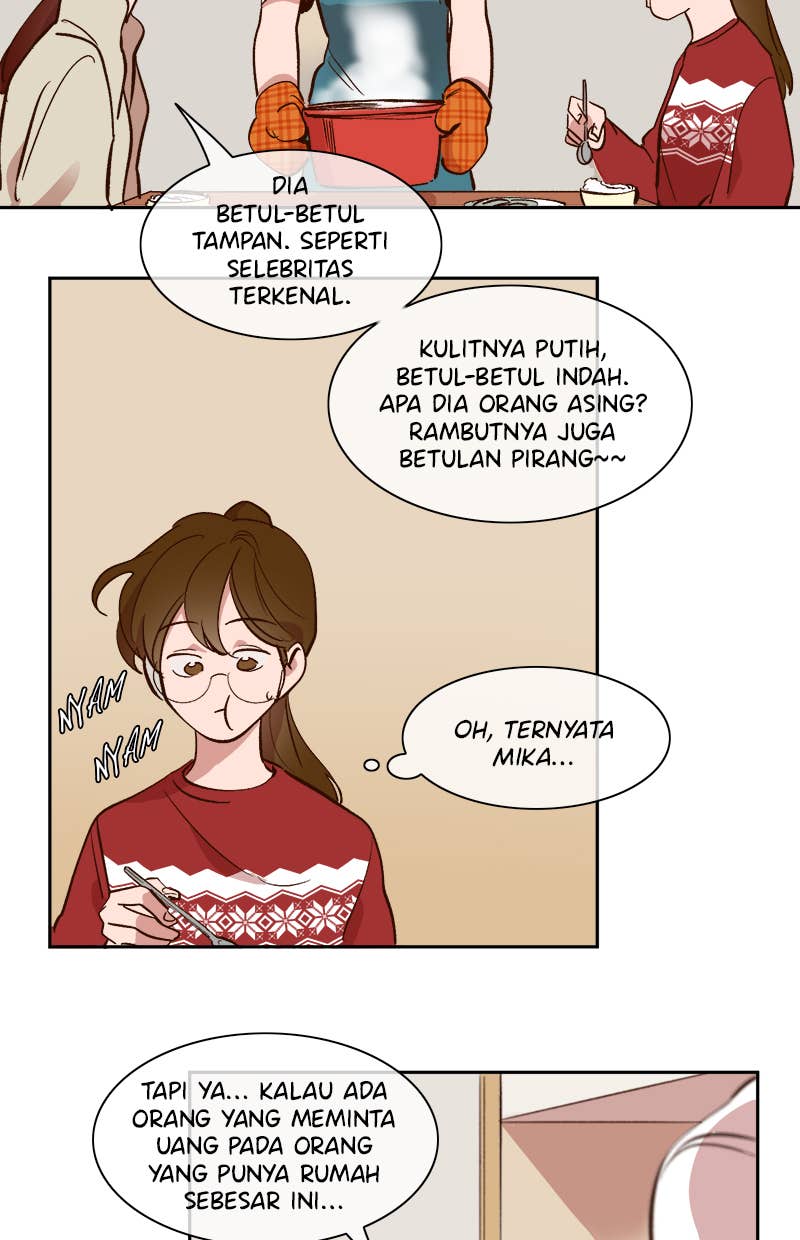 DIA
BETUL-BETUL
TAMPAN. SEPERTI
SELEBRITAS
TERKENAL.
KULITNYA PUTIH,
BETUL-BETUL INDAH.
APA DIA ORANG ASING?
RAMBUTNYA JUGA
BETULAN PIRANG~~
NYAM
NYAM
OH, TERNYATA
MIKA...
TAPI YA... KALAU ADA
ORANG YANG MEMINTA
UANG PADA ORANG
YANG PUNYA RUMAH
SEBESAR INI...